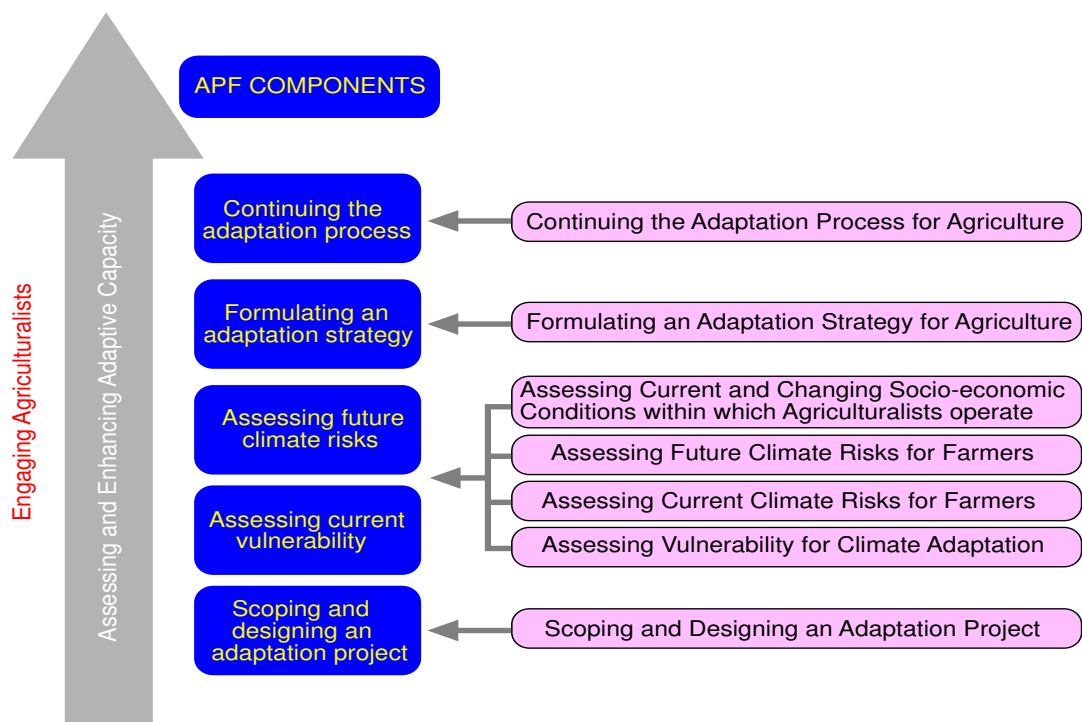 APF COMPONENTS
Continuing the
adaptation process
Continuing the Adaptation Process for Agriculture
Formulating an
adaptation strategy
Formulating an Adaptation Strategy for Agriculture
Assessing future
climate risks
Assessing current
vulnerability
Assessing Current and Changing Socio-economic
Conditions within which Agriculturalists operate
Assessing Future Climate Risks for Farmers
Assessing Current Climate Risks for Farmers
Assessing Vulnerability for Climate Adaptation
Scoping and
designing an
adaptation project
Scoping and Designing an Adaptation Project
Engaging Agriculturalists
Assessing and Enhancing Adaptive Capacity